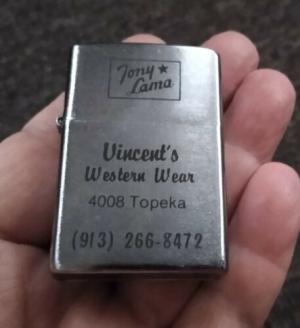 Tony ★
Lama
Vincent's
Western Wear
4008 Topeka
(913) 266-8472